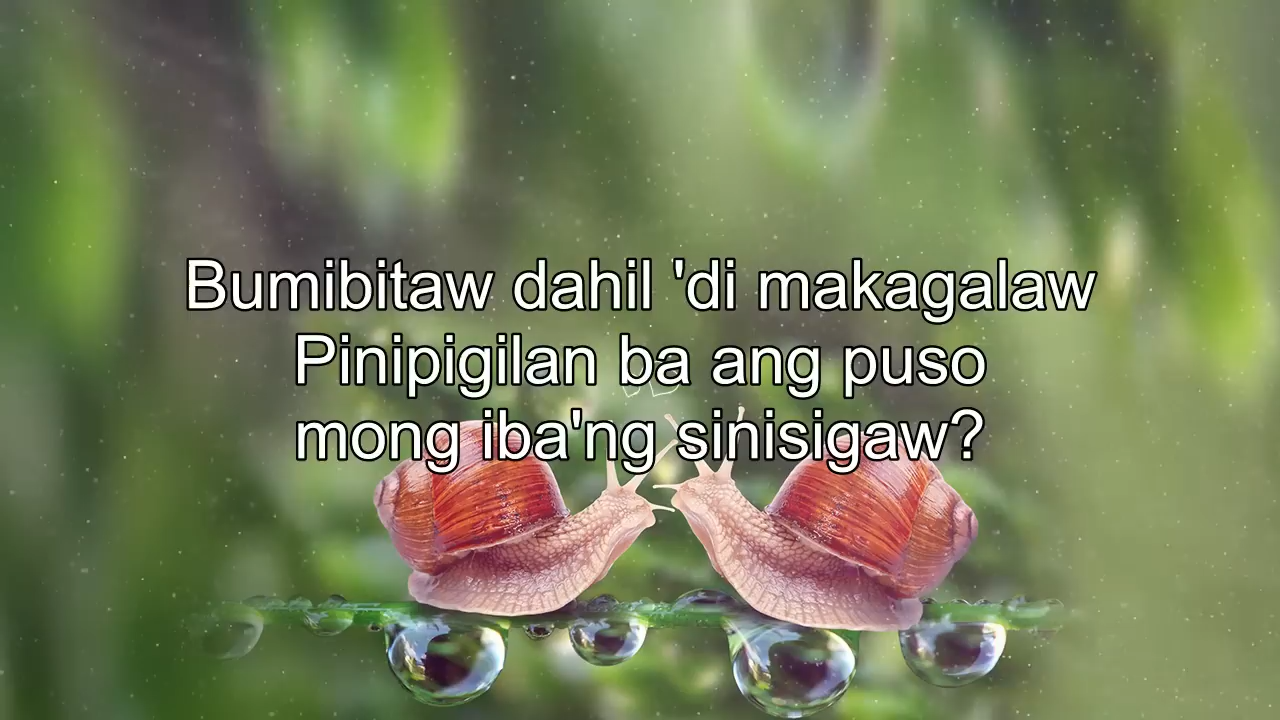 Bumibitaw dahil 'di makagalaw
Pinipigilan ba ang puso
mong iba'ng sinisigaw?